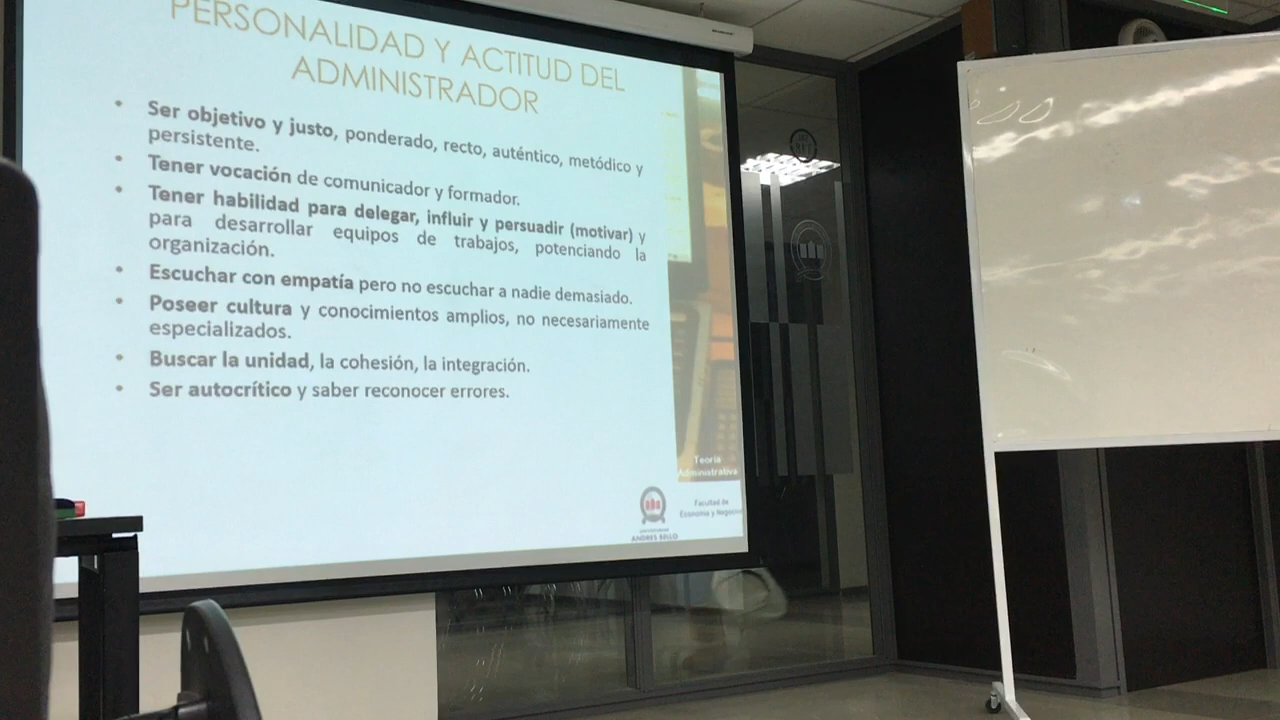 PERSONALIDAD Y ACTITUD DEL
ADMINISTRADOR
• Ser objetivo y justo, ponderado, recto, auténtico, metódico y
persistente.
• Tener vocación de comunicador y formador.
• Tener habilidad para delegar, influir y persuadir (motivar) y
para desarrollar equipos de trabajos, potenciando la
organización.
• Escuchar con empatía pero no escuchar a nadie demasiado.
• Poseer cultura y conocimientos amplios, no necesariamente
especializados.
• Buscar la unidad, la cohesión, la integración.
• Ser autocrítico y saber reconocer errores.
Teoría
Administrativa
Facultad de
Economía y Negocios
UNIVERSIDAD
ANDRES BELLO